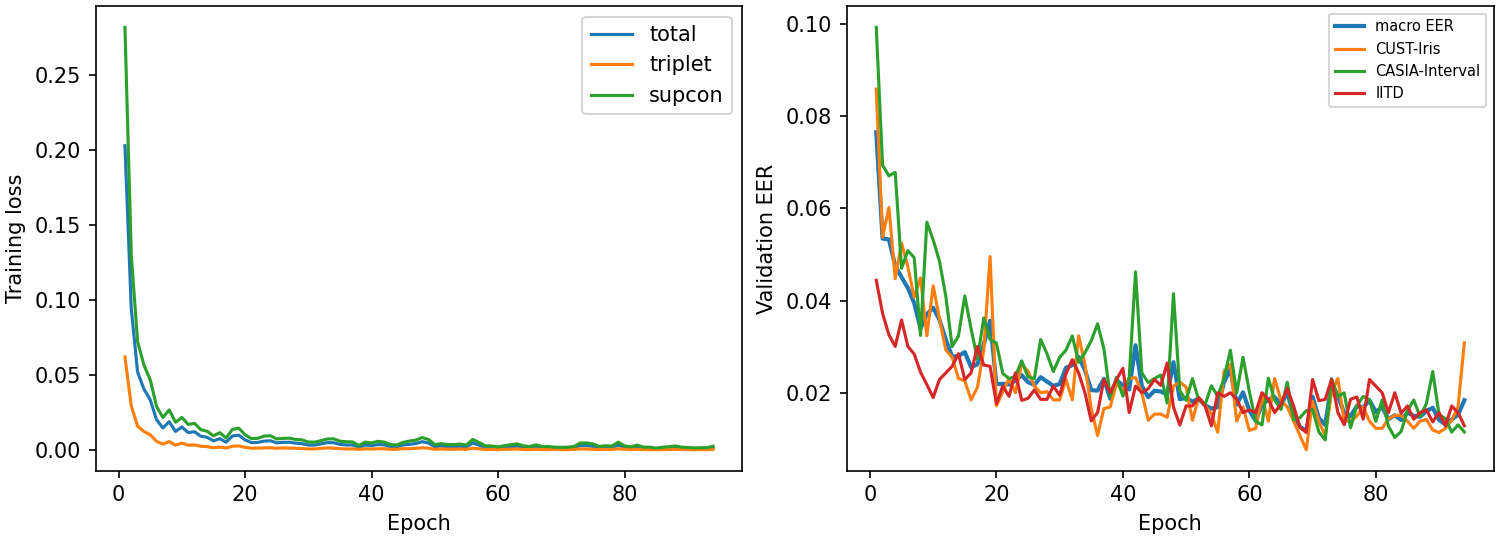 Training loss
0.25
0.20
0.15
0.10
0.05
0.00
0 20 40 60 80
Epoch
total
triplet
supcon
Validation EER
0.10
0.08
0.06
0.04
0.02
0 20 40 60 80
Epoch
macro EER
CUST-Iris
CASIA-Interval
IITD